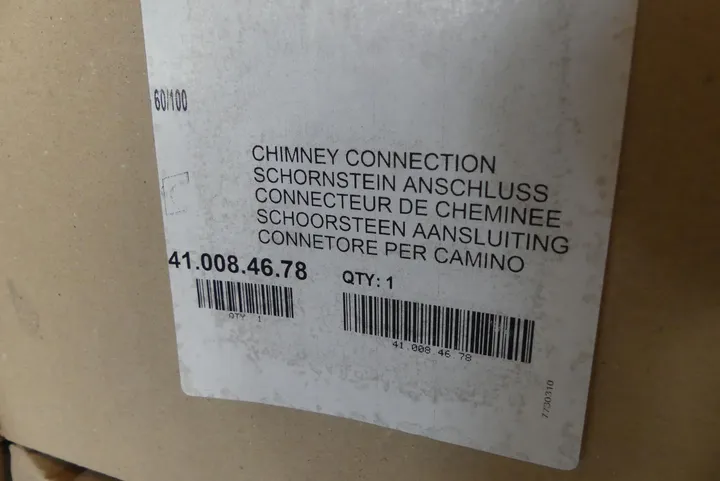 60/100
CHIMNEY CONNECTION
SCHORNSTEIN ANSCHLUSS
CONNECTEUR DE CHEMINEE
SCHOORSTEEN AANSLUITING
CONNETORE PER CAMINO
41.008.46.78 QTY: 1
QTY 1
41 008 46 78
7700310